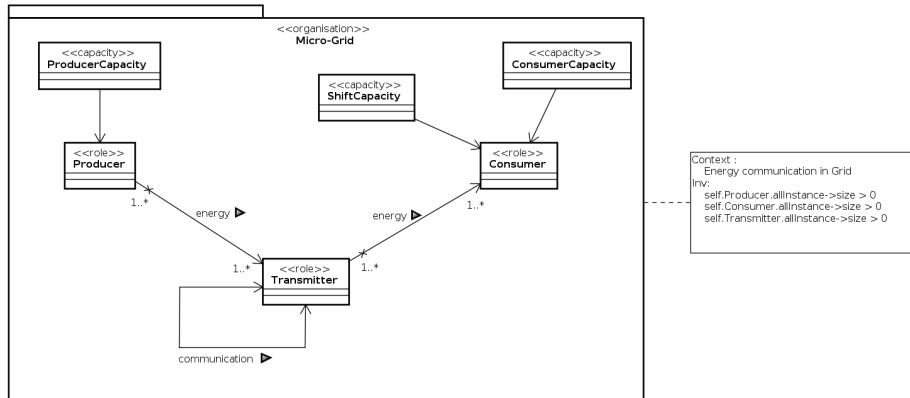 <<organisation>>
Micro-Grid
<<capacity>>
ProducerCapacity
<<capacity>>
ShiftCapacity
<<capacity>>
ConsumerCapacity
<<role>>
Producer
<<role>>
Consumer
1..*
energy
energy
1..*
1..*
1..*
<<role>>
Transmitter
communication
Context :
Energy communication in Grid
Inv:
self.Producer.allInstance->size > 0
self.Consumer.allInstance->size > 0
self.Transmitter.allInstance->size > 0